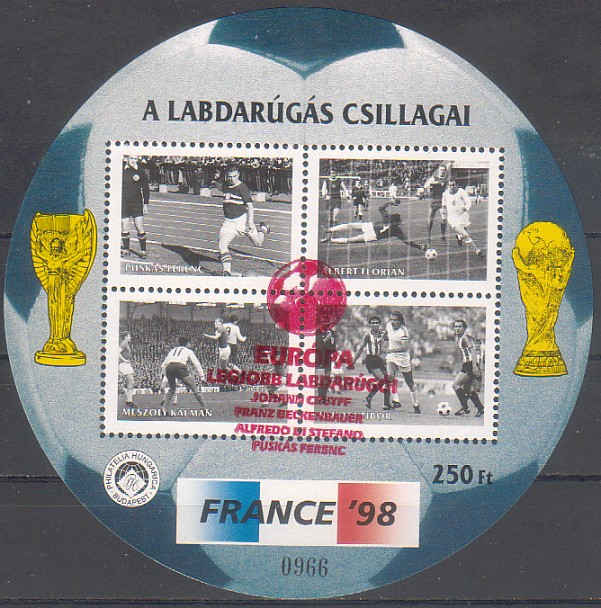 A LABDARÚGÁS CSILLAGAI
PUSKÁS FERENC
ALBERT FLÓRIÁN
MÉSZÖLY KÁLMÁN
EURÓPA
LEGJOBB LABDARÚGÓI
JOHANN CRUYFF
FRANZ BECKENBAUER
ALFREDO DI STEFANO
PUSKÁS FERENC
PHILATELIA HUNGARICA
BUDAPEST
250 Ft
FRANCE '98
0966